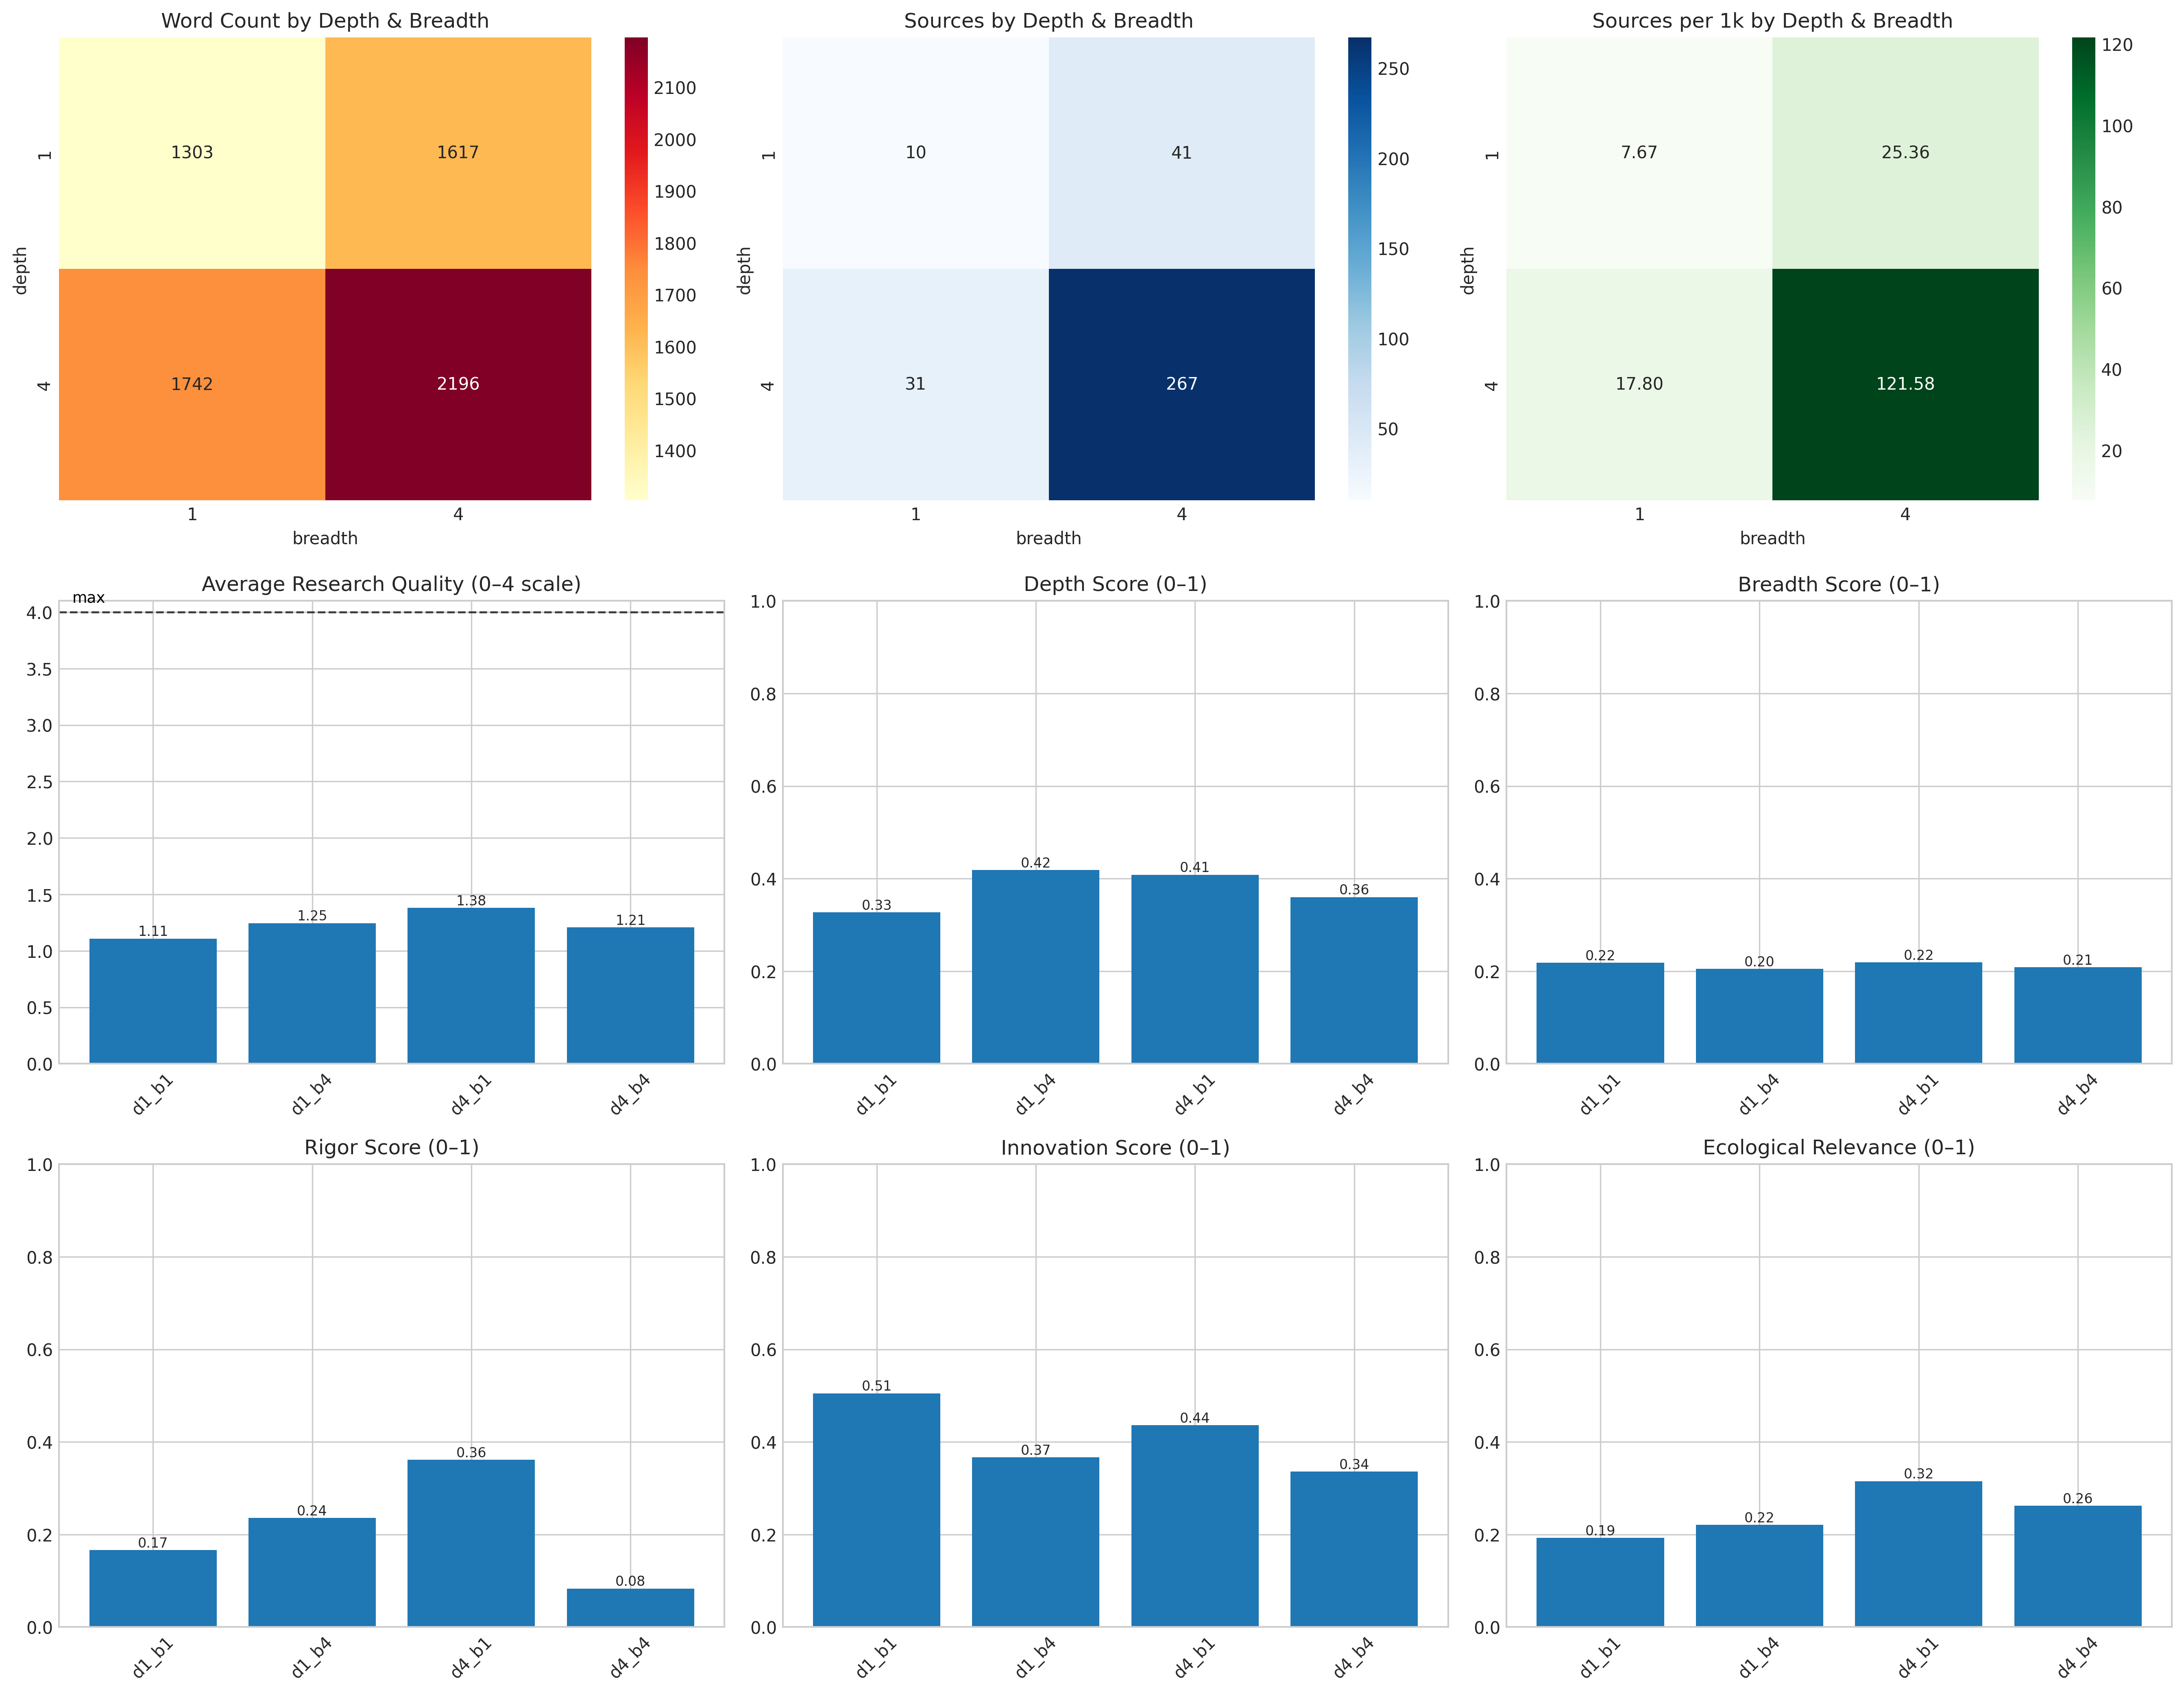 Word Count by Depth & Breadth
1303
1617
1742
2196
1
4
depth
1
4
breadth
2100
2000
1900
1800
1700
1600
1500
1400
Sources by Depth & Breadth
10
41
31
267
1
4
depth
1
4
breadth
250
200
150
100
50
Sources per 1k by Depth & Breadth
7.67
25.36
17.80
121.58
1
4
depth
1
4
breadth
120
100
80
60
40
20
Average Research Quality (0–4 scale)
max
4.0
3.5
3.0
2.5
2.0
1.5
1.0
0.5
0.0
1.11
1.25
1.38
1.21
d1_b1
d1_b4
d4_b1
d4_b4
Depth Score (0–1)
1.0
0.8
0.6
0.4
0.2
0.0
0.33
0.42
0.41
0.36
d1_b1
d1_b4
d4_b1
d4_b4
Breadth Score (0–1)
1.0
0.8
0.6
0.4
0.2
0.0
0.22
0.20
0.22
0.21
d1_b1
d1_b4
d4_b1
d4_b4
Rigor Score (0–1)
1.0
0.8
0.6
0.4
0.2
0.0
0.17
0.24
0.36
0.08
d1_b1
d1_b4
d4_b1
d4_b4
Innovation Score (0–1)
1.0
0.8
0.6
0.4
0.2
0.0
0.51
0.37
0.44
0.34
d1_b1
d1_b4
d4_b1
d4_b4
Ecological Relevance (0–1)
1.0
0.8
0.6
0.4
0.2
0.0
0.19
0.22
0.32
0.26
d1_b1
d1_b4
d4_b1
d4_b4